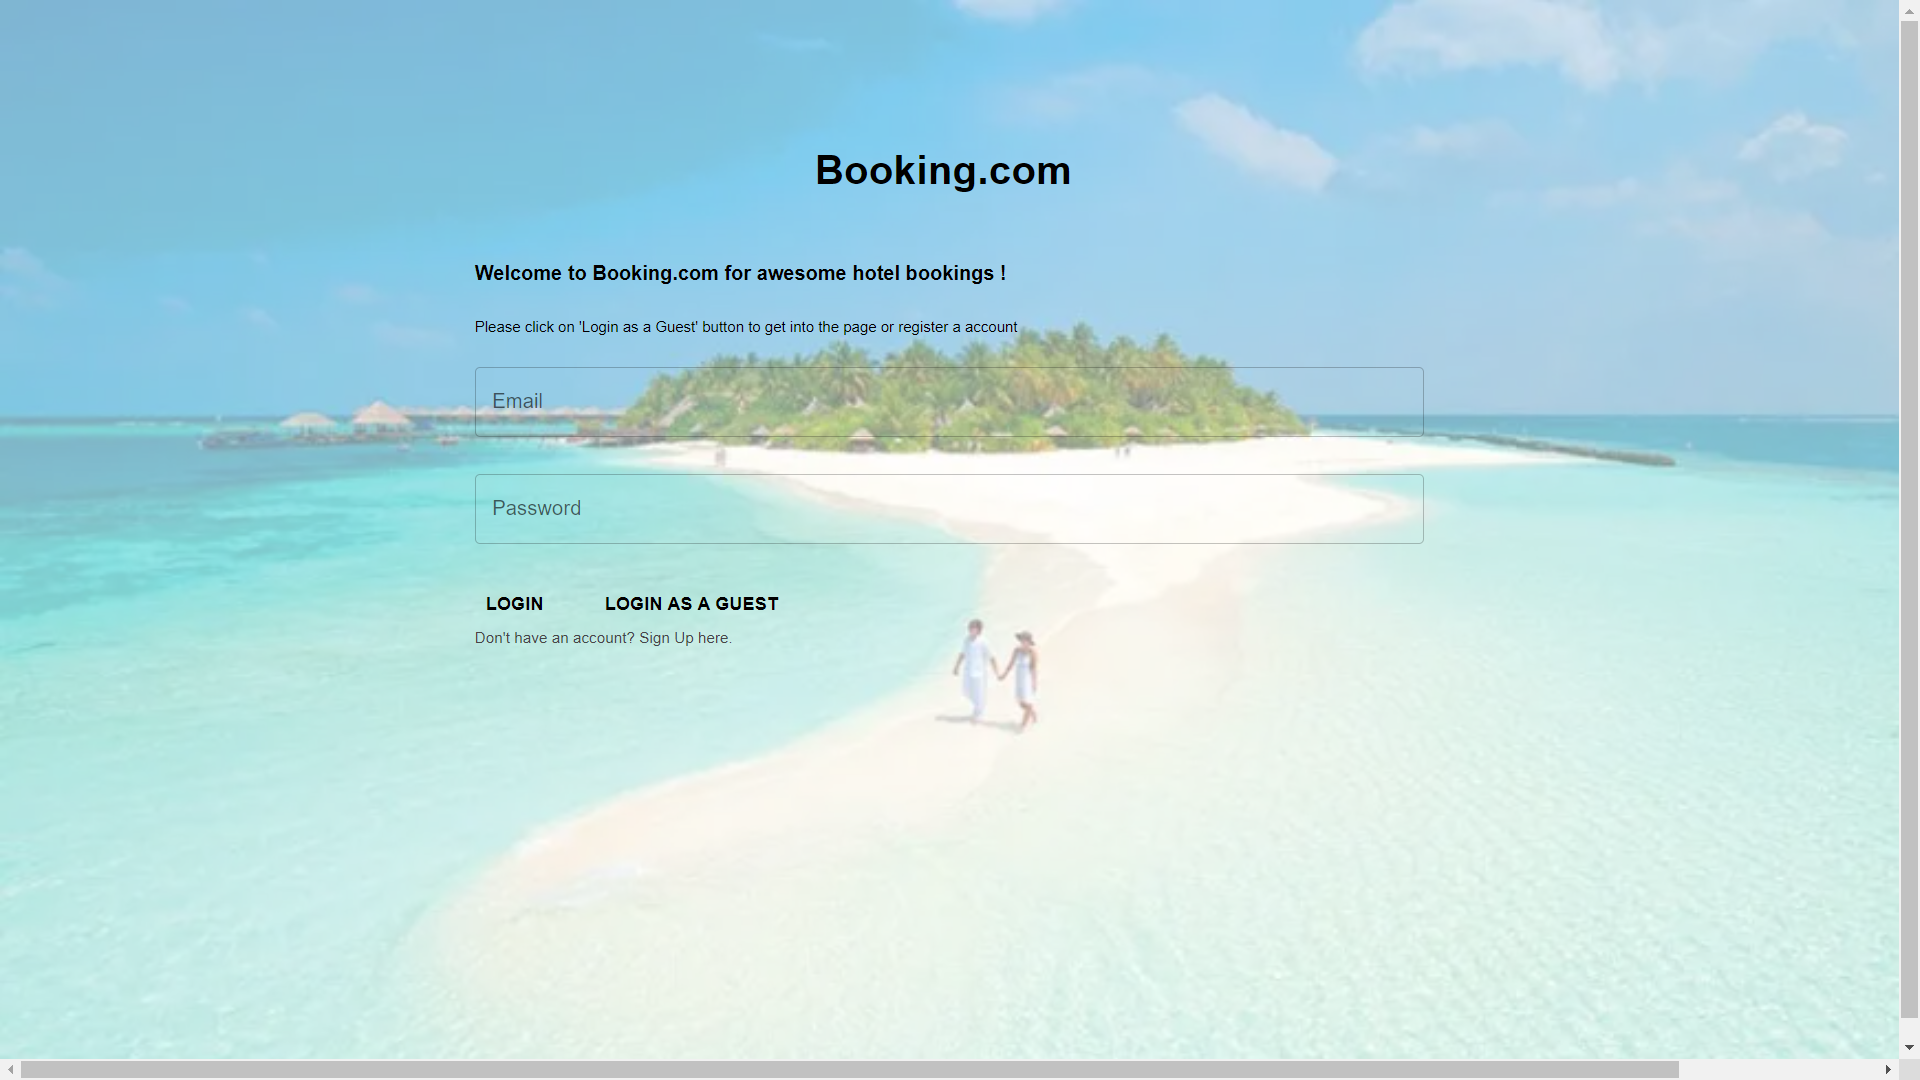 Booking.com
Welcome to Booking.com for awesome hotel bookings !
Please click on 'Login as a Guest' button to get into the page or register a account
Email
Password
LOGIN LOGIN AS A GUEST
Don't have an account? Sign Up here.